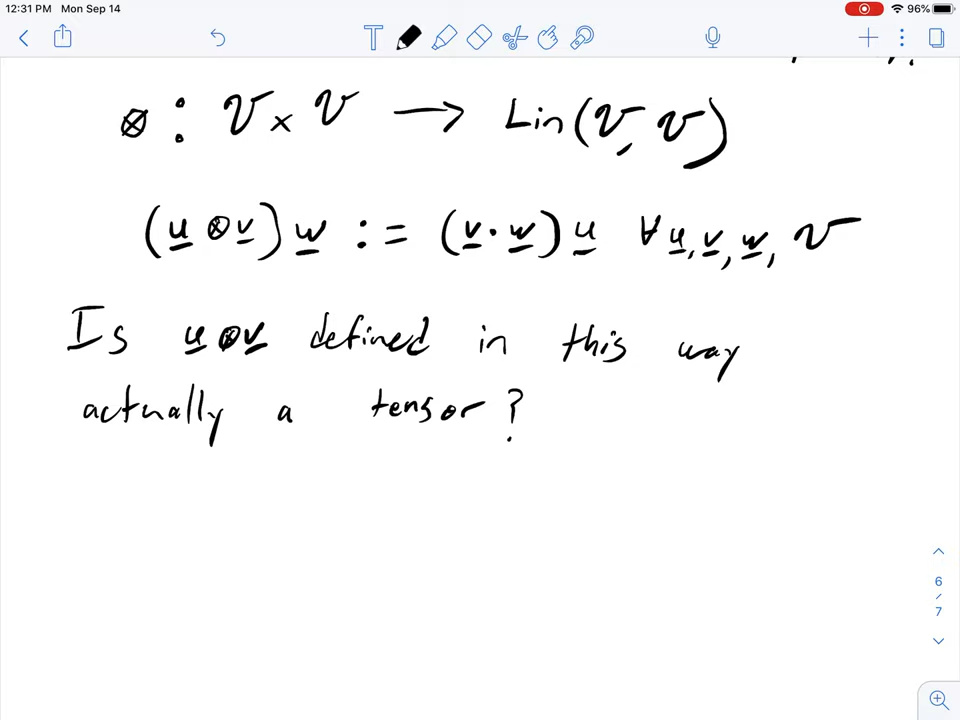 12:31 PM Mon Sep 14 96%
T
⊗ : 𝒱 × 𝒱 ⟶ Lin(𝒱, 𝒱)
(u ⊗ v) w := (v · w) u ∀ u, v, w, 𝒱
Is u ⊗ v defined in this way
actually a tensor?
6
/
7